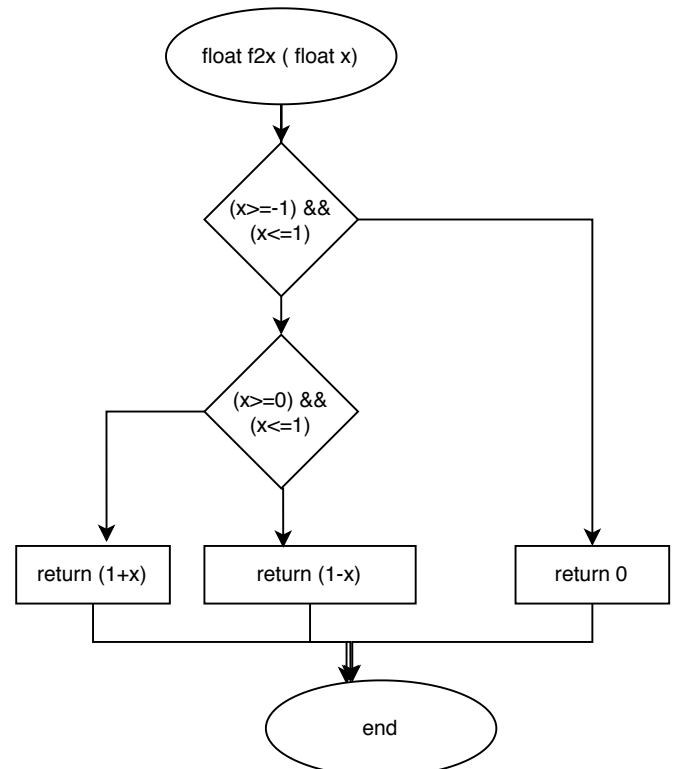 float f2x ( float x)
(x>=-1) &&
(x<=1)
(x>=0) &&
(x<=1)
return (1+x)
return (1-x)
return 0
end